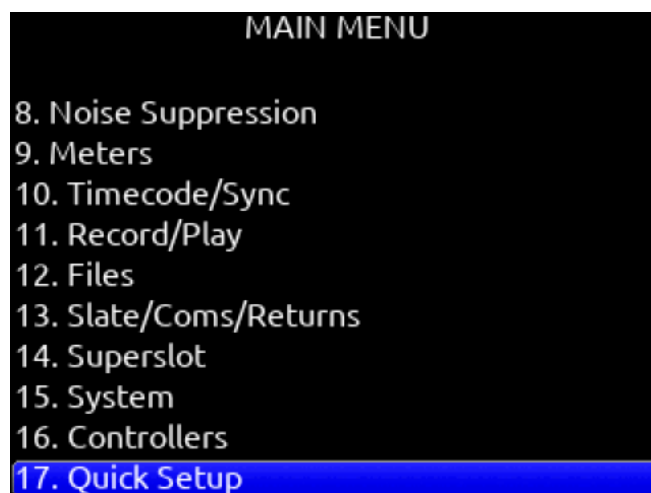 MAIN MENU
8. Noise Suppression
9. Meters
10. Timecode/Sync
11. Record/Play
12. Files
13. Slate/Coms/Returns
14. Superslot
15. System
16. Controllers
17. Quick Setup